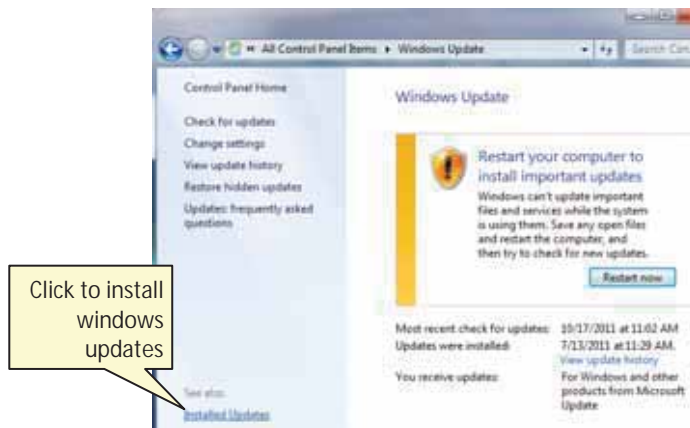 All Control Panel Items ▸ Windows Update
Search Con
Control Panel Home
Check for updates
Change settings
View update history
Restore hidden updates
Updates: frequently asked
questions
Windows Update
Restart your computer to
install important updates
Windows can't update important
files and services while the system
is using them. Save any open files
and restart the computer, and
then try to check for new updates.
Restart now
Most recent check for updates: 10/17/2011 at 11:02 AM
Updates were installed: 7/13/2011 at 11:29 AM.
View update history
You receive updates: For Windows and other
products from Microsoft
Update
Click to install
windows
updates
See also
Installed Updates